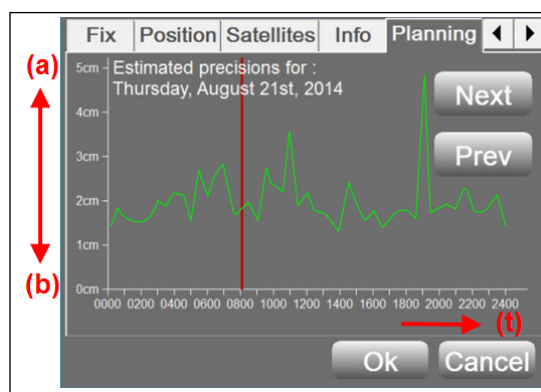 Fix Position Satellites Info Planning
(a)
5cm
Estimated precisions for :
Thursday, August 21st, 2014
Next
4cm
Prev
3cm
2cm
1cm
(b)
0cm
0000 0200 0400 0600 0800 1000 1200 1400 1600 1800 2000 2200 2400
(t)
Ok Cancel